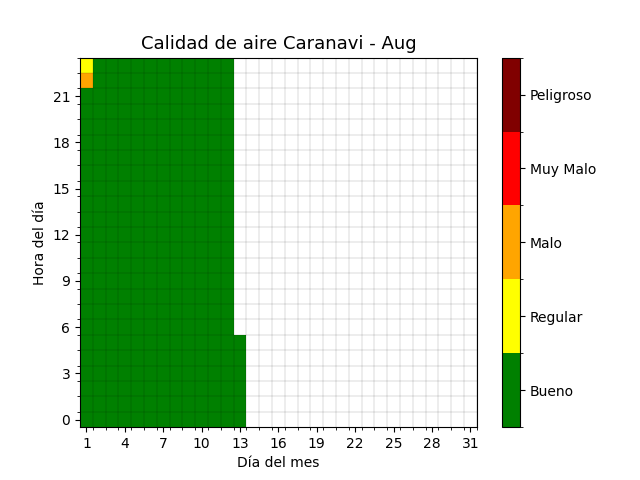 Calidad de aire Caranavi - Aug
Hora del día
21
18
15
12
9
6
3
0
1 4 7 10 13 16 19 22 25 28 31
Día del mes
Peligroso
Muy Malo
Malo
Regular
Bueno